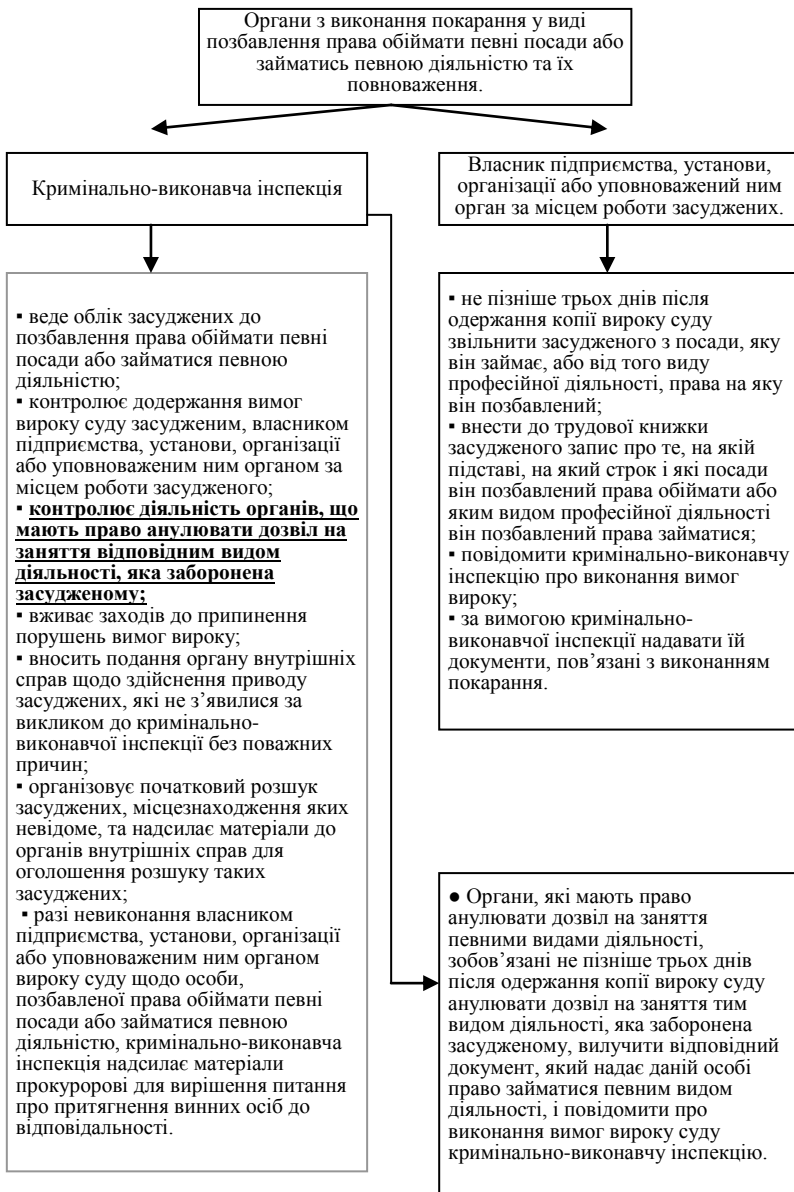 Органи з виконання покарання у виді
позбавлення права обіймати певні посади або
займатись певною діяльністю та їх
повноваження.
Кримінально-виконавча інспекція
Власник підприємства, установи,
організації або уповноважений ним
орган за місцем роботи засуджених.
▪ веде облік засуджених до
позбавлення права обіймати певні
посади або займатися певною
діяльністю;
▪ контролює додержання вимог
вироку суду засудженим, власником
підприємства, установи, організації
або уповноваженим ним органом за
місцем роботи засудженого;
▪ контролює діяльність органів, що
мають право анулювати дозвіл на
заняття відповідним видом
діяльності, яка заборонена
засудженому;
▪ вживає заходів до припинення
порушень вимог вироку;
▪ вносить подання органу внутрішніх
справ щодо здійснення приводу
засуджених, які не з’явилися за
викликом до кримінально-
виконавчої інспекції без поважних
причин;
▪ організовує початковий розшук
засуджених, місцезнаходження яких
невідоме, та надсилає матеріали до
органів внутрішніх справ для
оголошення розшуку таких
засуджених;
▪ разі невиконання власником
підприємства, установи, організації
або уповноваженим ним органом
вироку суду щодо особи,
позбавленої права обіймати певні
посади або займатися певною
діяльністю, кримінально-виконавча
інспекція надсилає матеріали
прокуророві для вирішення питання
про притягнення винних осіб до
відповідальності.
▪ не пізніше трьох днів після
одержання копії вироку суду
звільнити засудженого з посади, яку
він займає, або від того виду
професійної діяльності, права на яку
він позбавлений;
▪ внести до трудової книжки
засудженого запис про те, на якій
підставі, на який строк і які посади
він позбавлений права обіймати або
яким видом професійної діяльності
він позбавлений права займатися;
▪ повідомити кримінально-виконавчу
інспекцію про виконання вимог
вироку;
▪ за вимогою кримінально-
виконавчої інспекції надавати їй
документи, пов’язані з виконанням
покарання.
● Органи, які мають право
анулювати дозвіл на заняття
певними видами діяльності,
зобов’язані не пізніше трьох днів
після одержання копії вироку суду
анулювати дозвіл на заняття тим
видом діяльності, яка заборонена
засудженому, вилучити відповідний
документ, який надає даній особі
право займатися певним видом
діяльності, і повідомити про
виконання вимог вироку суду
кримінально-виконавчу інспекцію.